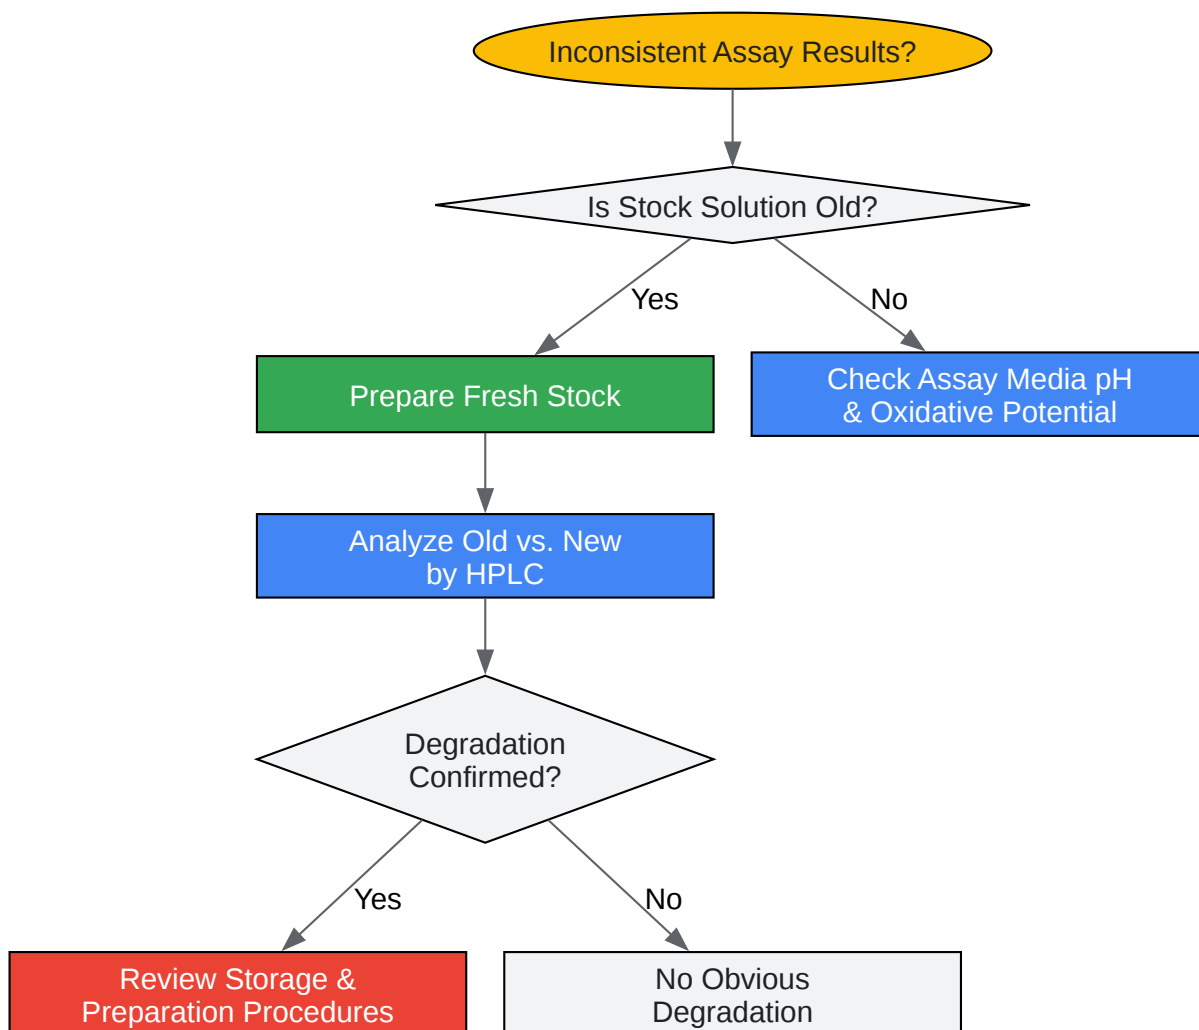 Inconsistent Assay Results?
Is Stock Solution Old?
Yes
No
Prepare Fresh Stock
Check Assay Media pH
& Oxidative Potential
Analyze Old vs. New
by HPLC
Degradation
Confirmed?
Yes
No
Review Storage &
Preparation Procedures
No Obvious
Degradation